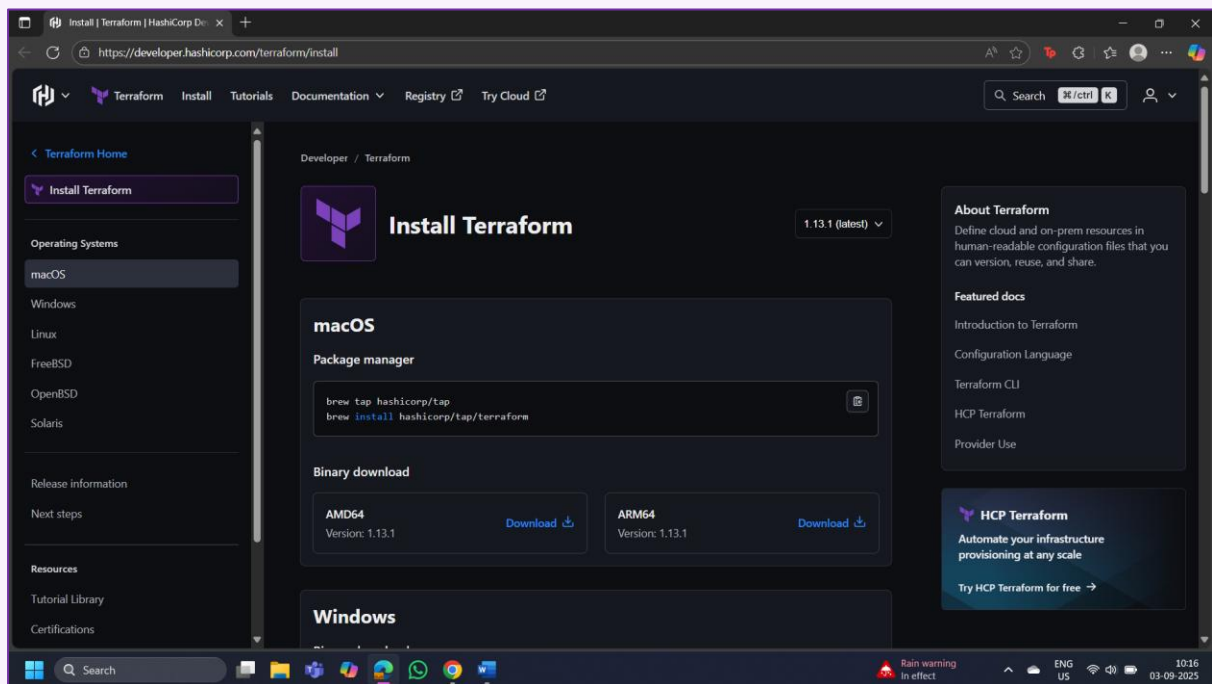 Install | Terraform | HashiCorp De
https://developer.hashicorp.com/terraform/install
Terraform Install Tutorials Documentation Registry Try Cloud Search ⌘/ctrl K
Terraform Home
Install Terraform
Operating Systems
macOS
Windows
Linux
FreeBSD
OpenBSD
Solaris
Release information
Next steps
Resources
Tutorial Library
Certifications
Developer / Terraform
Install Terraform
1.13.1 (latest)
macOS
Package manager
brew tap hashicorp/tap
brew install hashicorp/tap/terraform
Binary download
AMD64
Version: 1.13.1
Download
ARM64
Version: 1.13.1
Download
Windows
About Terraform
Define cloud and on-prem resources in
human-readable configuration files that you
can version, reuse, and share.
Featured docs
Introduction to Terraform
Configuration Language
Terraform CLI
HCP Terraform
Provider Use
HCP Terraform
Automate your infrastructure
provisioning at any scale
Try HCP Terraform for free →
Search
Rain warning
In effect
ENG
US
10:16
03-09-2025